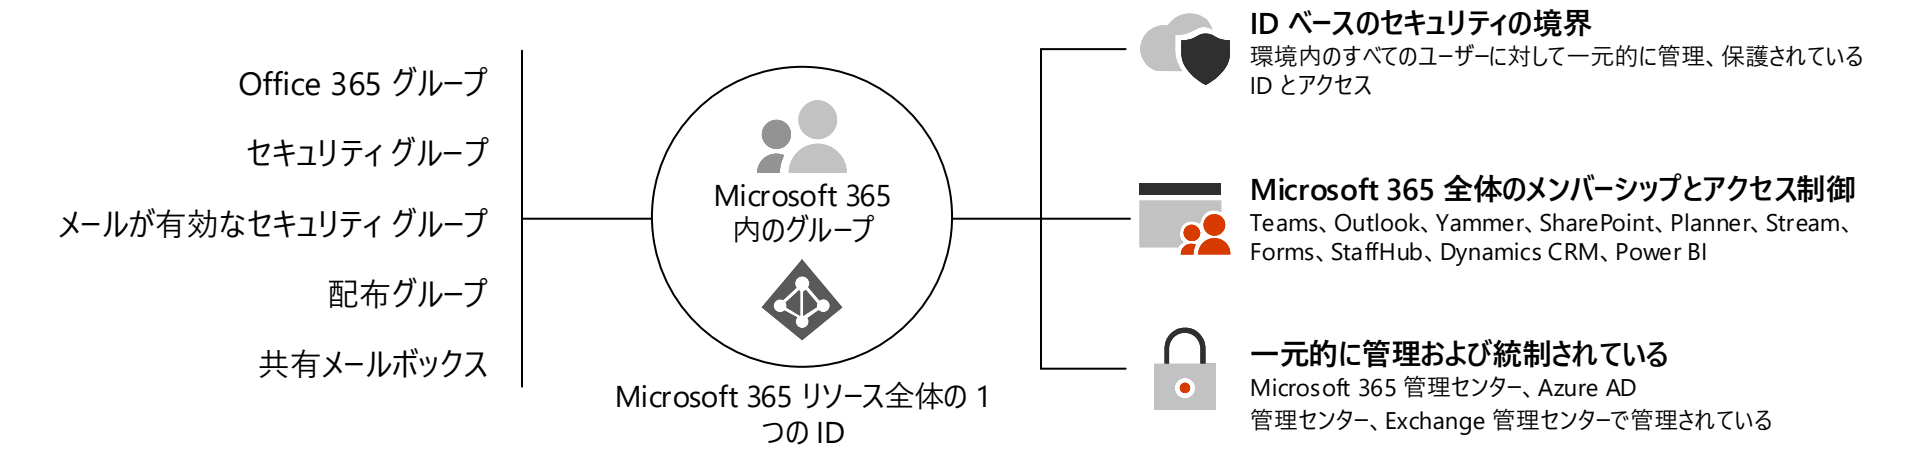 Office 365 グループ
セキュリティ グループ
メールが有効なセキュリティ グループ
配布グループ
共有メールボックス
Microsoft 365
内のグループ
Microsoft 365 リソース全体の 1
つの ID
ID ベースのセキュリティの境界
環境内のすべてのユーザーに対して一元的に管理、保護されている
ID とアクセス
Microsoft 365 全体のメンバーシップとアクセス制御
Teams、Outlook、Yammer、SharePoint、Planner、Stream、
Forms、StaffHub、Dynamics CRM、Power BI
一元的に管理および統制されている
Microsoft 365 管理センター、Azure AD
管理センター、Exchange 管理センターで管理されている